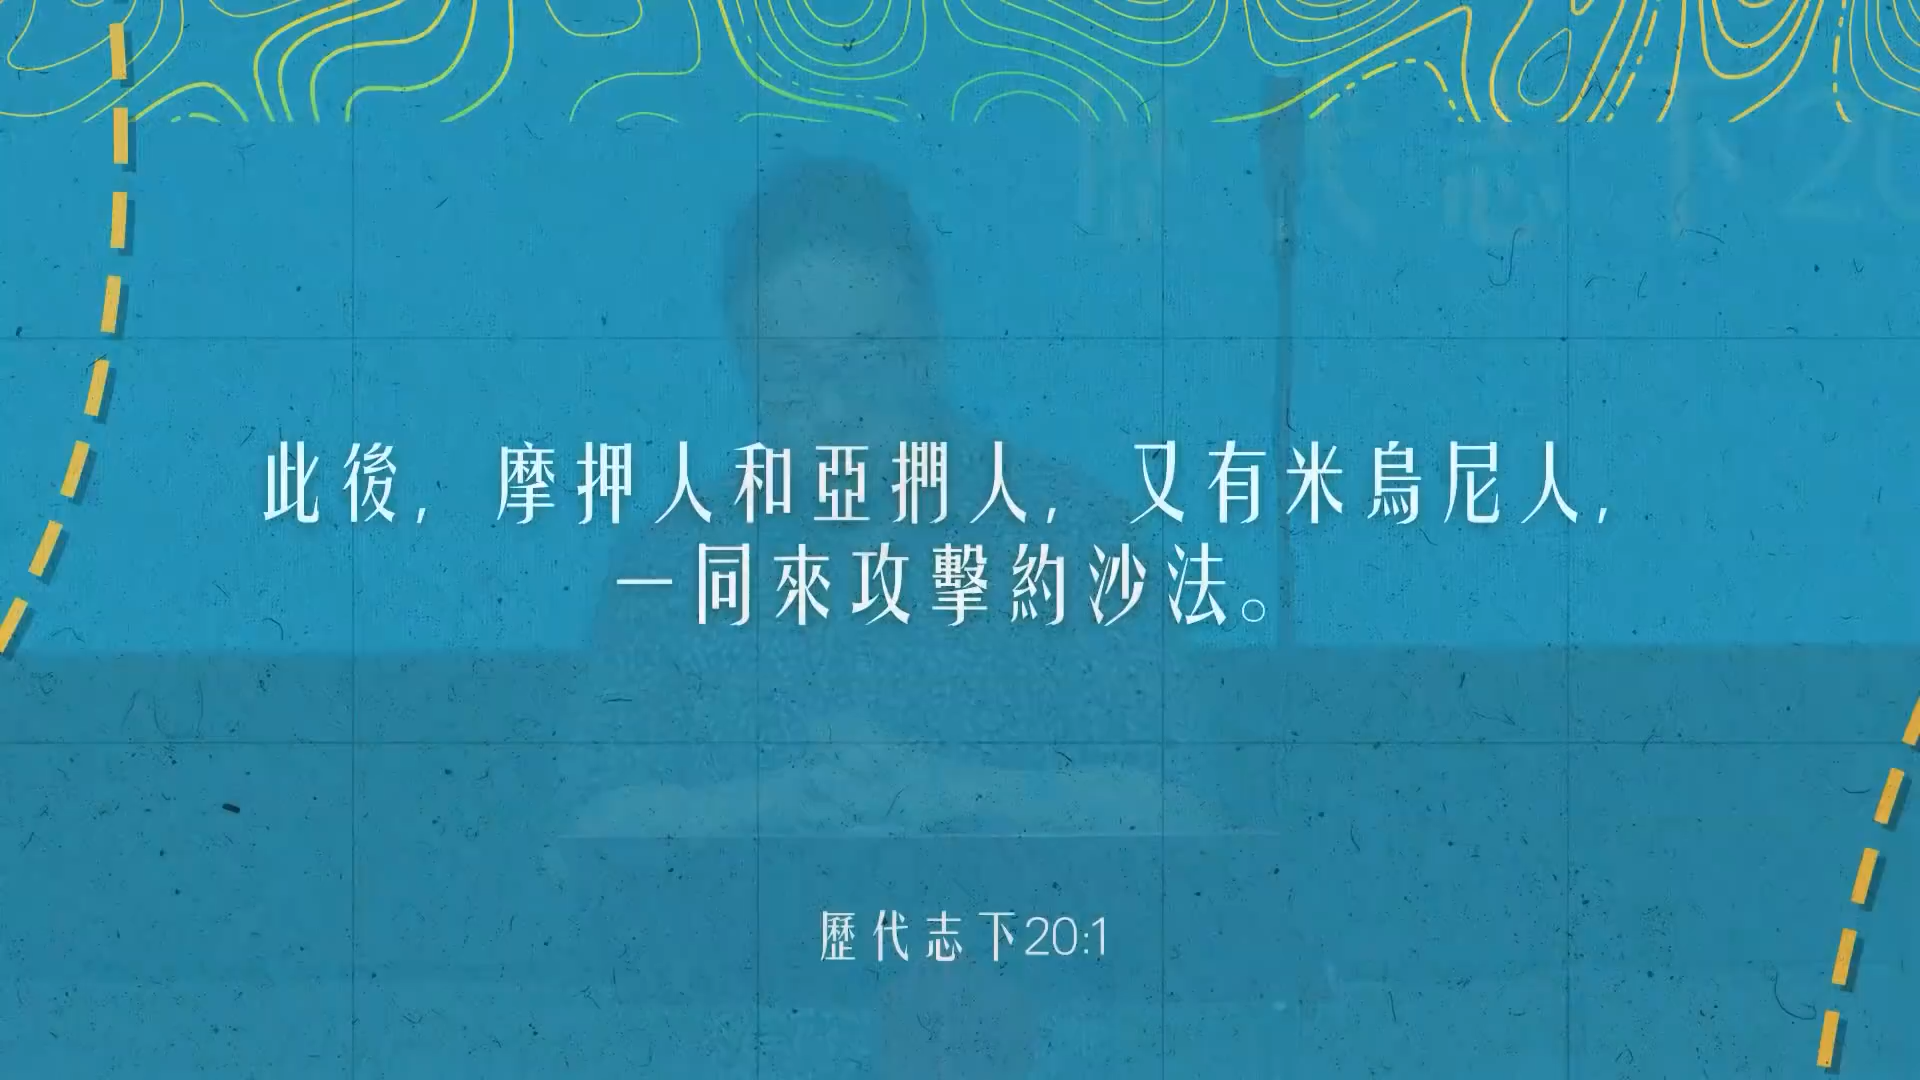 此後，摩押人和亞捫人，又有米烏尼人，
一同來攻擊約沙法。
歷代志下20:1